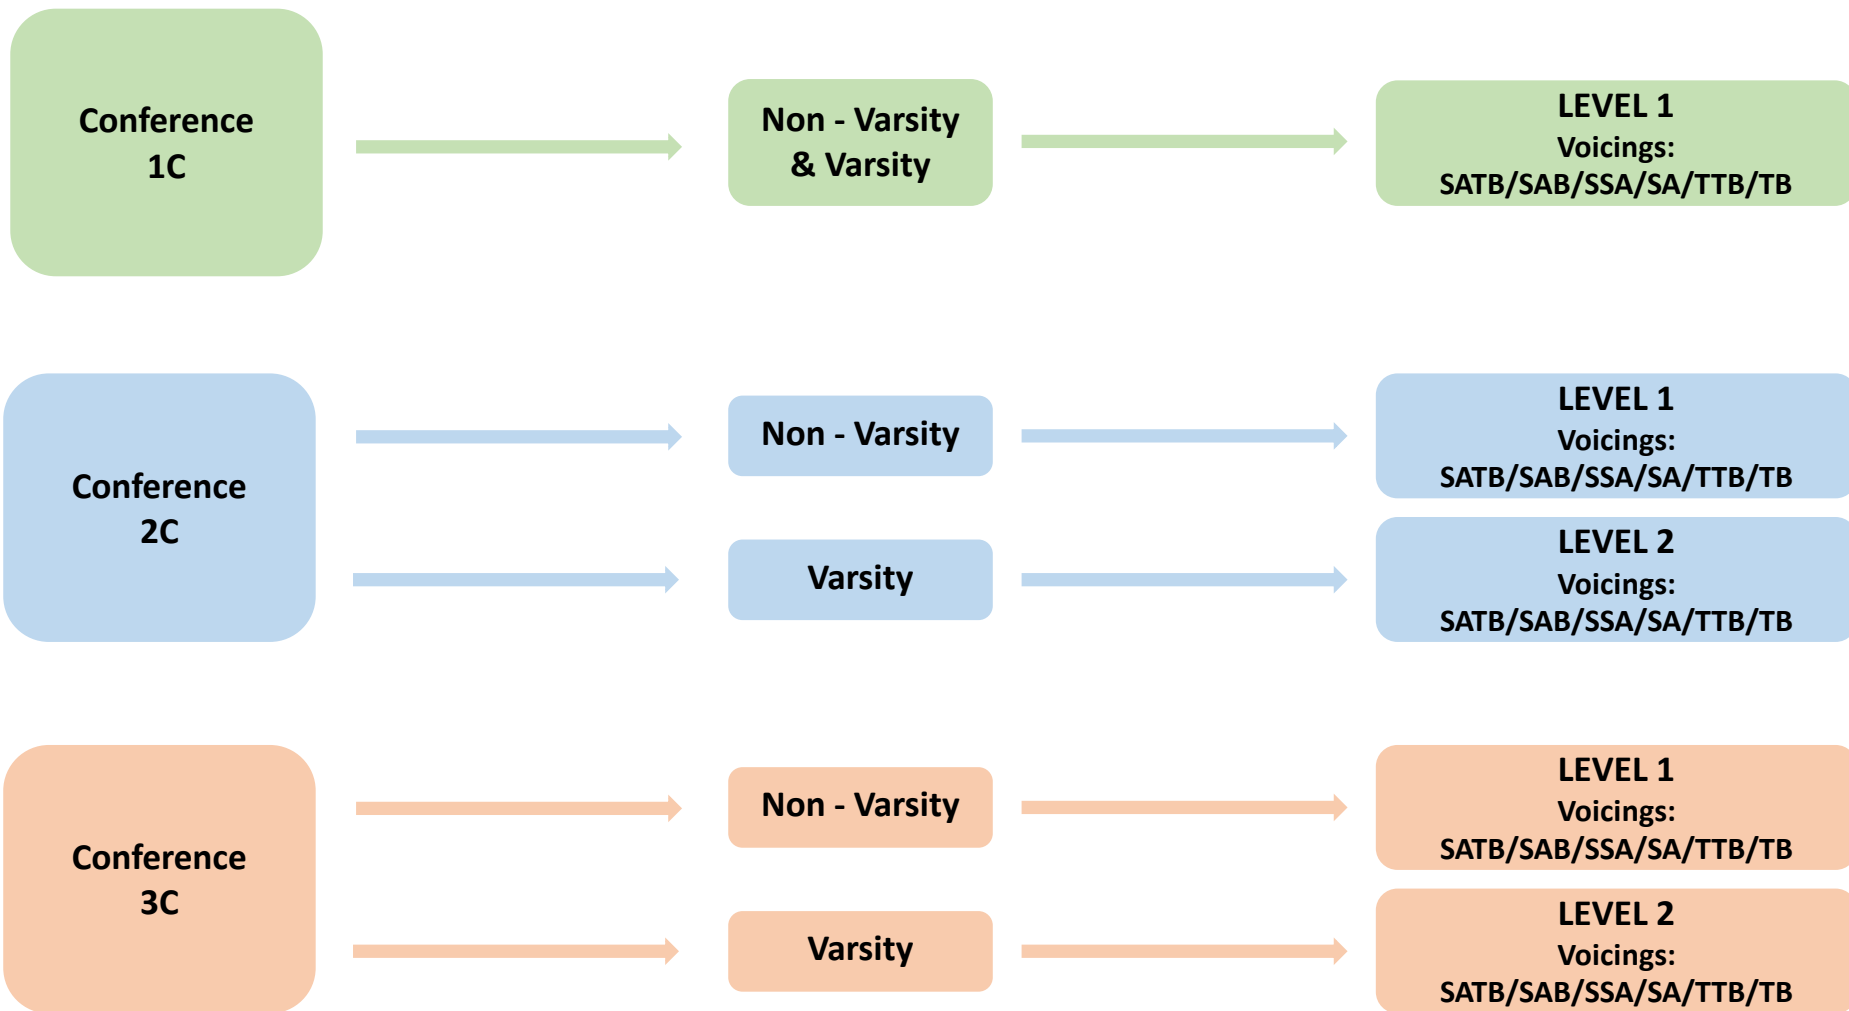 Conference
1C
Non - Varsity
& Varsity
LEVEL 1
Voicings:
SATB/SAB/SSA/SA/TTB/TB
Conference
2C
Non - Varsity
LEVEL 1
Voicings:
SATB/SAB/SSA/SA/TTB/TB
Varsity
LEVEL 2
Voicings:
SATB/SAB/SSA/SA/TTB/TB
Conference
3C
Non - Varsity
LEVEL 1
Voicings:
SATB/SAB/SSA/SA/TTB/TB
Varsity
LEVEL 2
Voicings:
SATB/SAB/SSA/SA/TTB/TB